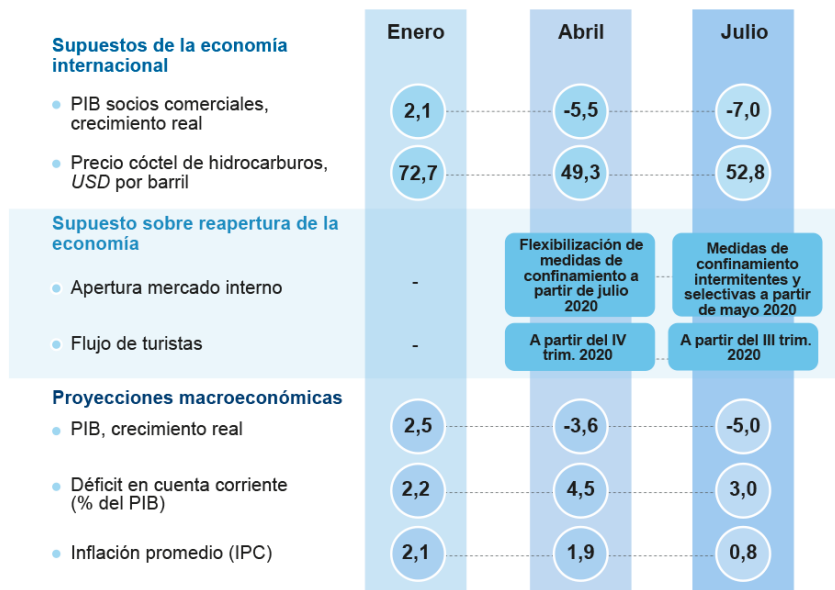 Enero
Abril
Julio
Supuestos de la economía
internacional
PIB socios comerciales,
crecimiento real
2,1
-5,5
-7,0
Precio cóctel de hidrocarburos,
USD por barril
72,7
49,3
52,8
Supuesto sobre reapertura de la
economía
Apertura mercado interno
-
Flexibilización de
medidas de
confinamiento a
partir de julio
2020
Medidas de
confinamiento
intermitentes y
selectivas a partir
de mayo 2020
Flujo de turistas
-
A partir del IV
trim. 2020
A partir del III trim.
2020
Proyecciones macroeconómicas
PIB, crecimiento real
2,5
-3,6
-5,0
Déficit en cuenta corriente
(% del PIB)
2,2
4,5
3,0
Inflación promedio (IPC)
2,1
1,9
0,8